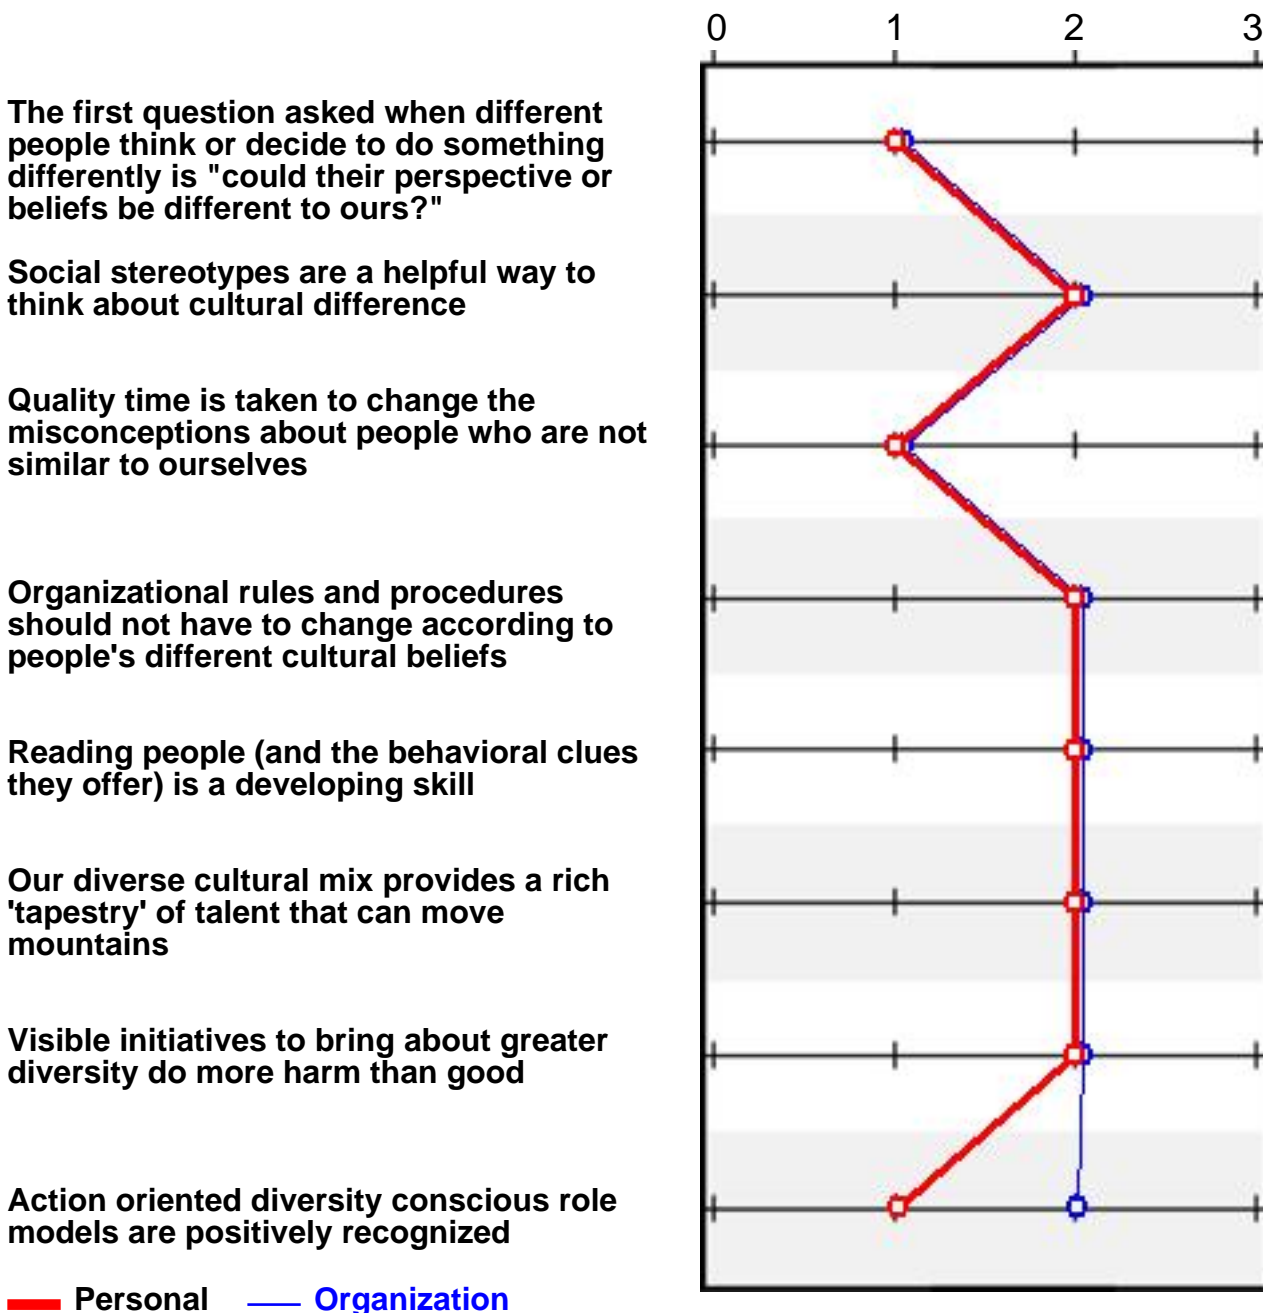 0 1 2 3
The first question asked when different
people think or decide to do something
differently is "could their perspective or
beliefs be different to ours?"
Social stereotypes are a helpful way to
think about cultural difference
Quality time is taken to change the
misconceptions about people who are not
similar to ourselves
Organizational rules and procedures
should not have to change according to
people's different cultural beliefs
Reading people (and the behavioral clues
they offer) is a developing skill
Our diverse cultural mix provides a rich
'tapestry' of talent that can move
mountains
Visible initiatives to bring about greater
diversity do more harm than good
Action oriented diversity conscious role
models are positively recognized
Personal Organization